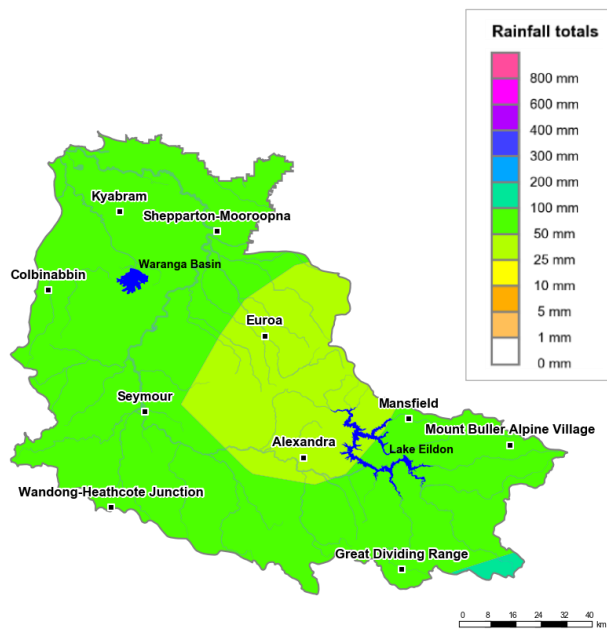 Rainfall totals
800 mm
600 mm
400 mm
300 mm
200 mm
100 mm
50 mm
25 mm
10 mm
5 mm
1 mm
0 mm
Kyabram
Shepparton-Mooroopna
Waranga Basin
Colbinabbin
Euroa
Seymour
Mansfield
Mount Buller Alpine Village
Alexandra
Lake Eildon
Wandong-Heathcote Junction
Great Dividing Range
0 8 16 24 32 40
km